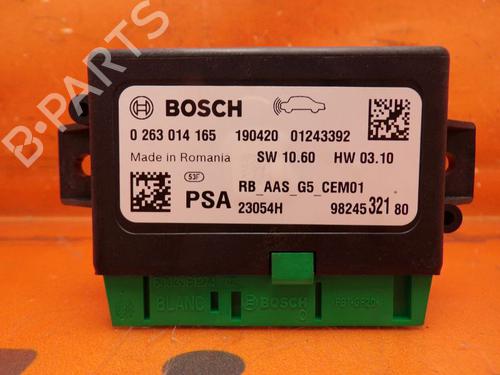 B-PARTS
BOSCH
0 263 014 165 190420 01243392
Made in Romania SW 10.60 HW 03.10
53F
RB_AAS_G5_CEM01
PSA 23054H 98245 321 80
BLANC BOSCH